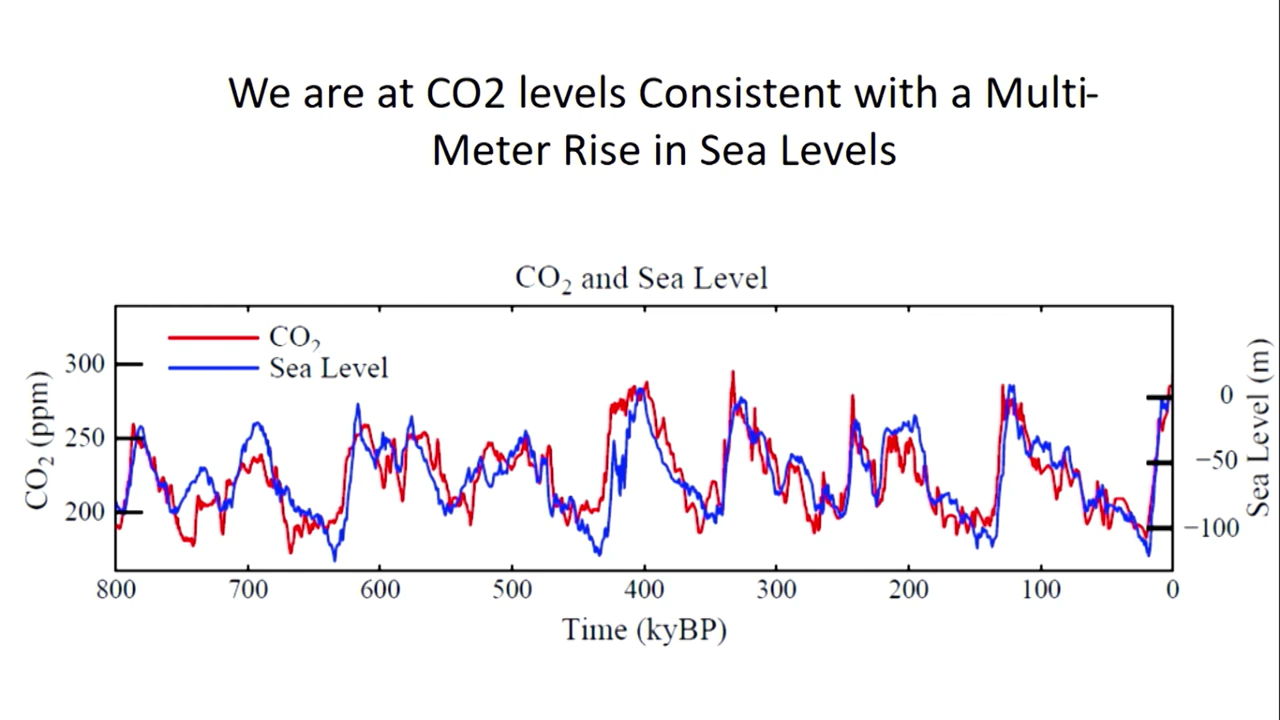 We are at CO2 levels Consistent with a Multi-
Meter Rise in Sea Levels
CO₂ and Sea Level
CO₂
Sea Level
300
250
200
CO₂ (ppm)
0
−50
−100
Sea Level (m)
800 700 600 500 400 300 200 100 0
Time (kyBP)